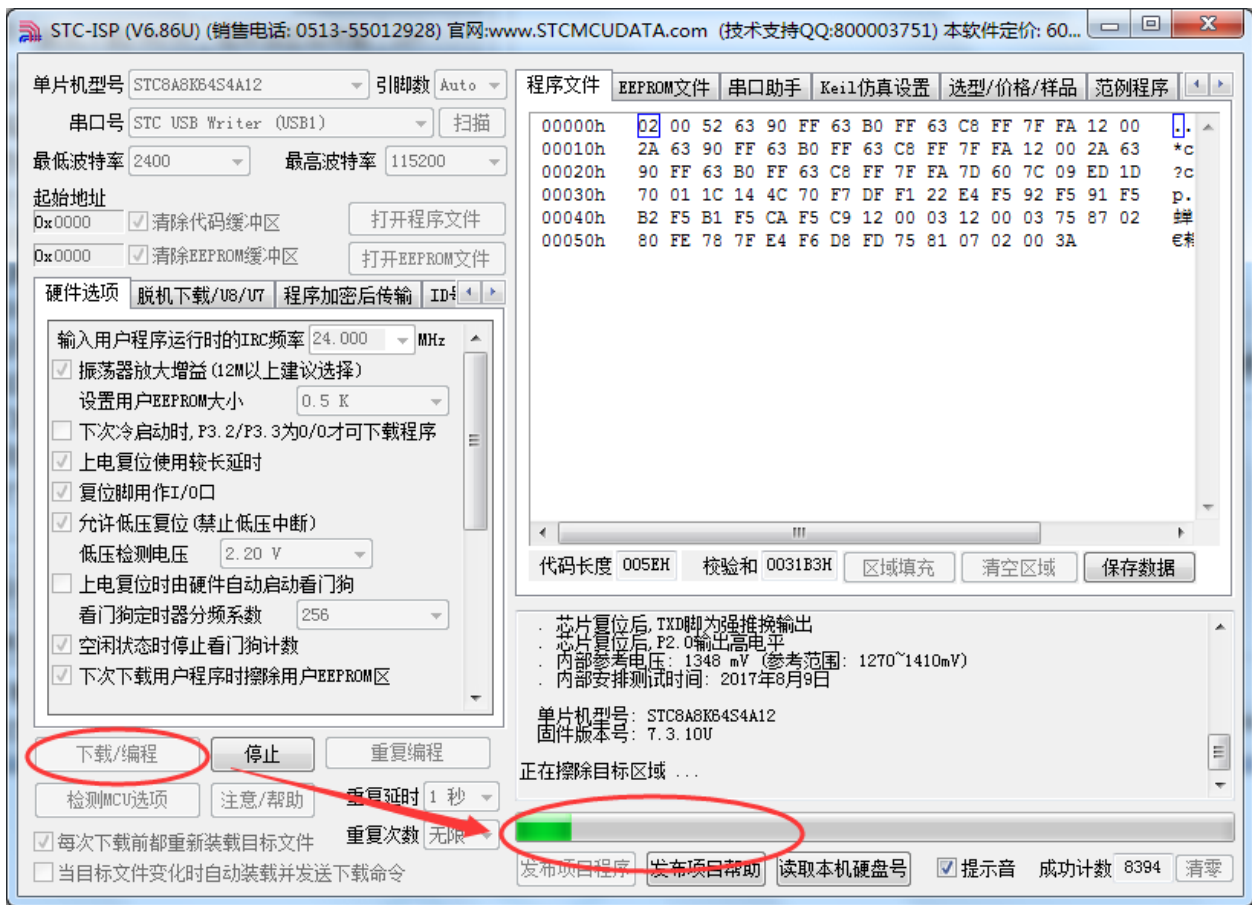 STC-ISP (V6.86U) (销售电话: 0513-55012928) 官网:www.STCMCUDATA.com (技术支持QQ:800003751) 本软件定价: 60...
单片机型号 STC8A8K64S4A12 引脚数 Auto
串口号 STC USB Writer (USB1) 扫描
最低波特率 2400 最高波特率 115200
起始地址
0x0000 清除代码缓冲区 打开程序文件
0x0000 清除EEPROM缓冲区 打开EEPROM文件
硬件选项 脱机下载/U8/U7 程序加密后传输
输入用户程序运行时的IRC频率 24.000 MHz
振荡器放大增益(12M以上建议选择)
设置用户EEPROM大小 0.5 K
下次冷启动时,P3.2/P3.3为0/0才可下载程序
上电复位使用较长延时
复位脚用作I/O口
允许低压复位(禁止低压中断)
低压检测电压 2.20 V
上电复位时由硬件自动启动看门狗
看门狗定时器分频系数 256
空闲状态时停止看门狗计数
下次下载用户程序时擦除用户EEPROM区
下载/编程 停止 重复编程
检测MCU选项 注意/帮助 重复延时 1 秒
每次下载前都重新装载目标文件 重复次数 无限
当目标文件变化时自动装载并发送下载命令
程序文件 EEPROM文件 串口助手 Keil仿真设置 选型/价格/样品 范例程序
00000h 02 00 52 63 90 FF 63 B0 FF 63 C8 FF 7F FA 12 00 ..
00010h 2A 63 90 FF 63 B0 FF 63 C8 FF 7F FA 12 00 2A 63 *c
00020h 90 FF 63 B0 FF 63 C8 FF 7F FA 7D 60 7C 09 ED 1D ?c
00030h 70 01 1C 14 4C 70 F7 DF F1 22 E4 F5 92 F5 91 F5 p.
00040h B2 F5 B1 F5 CA F5 C9 12 00 03 12 00 03 75 87 02
00050h 80 FE 78 7F E4 F6 D8 FD 75 81 07 02 00 3A
代码长度 005EH 校验和 0031B3H 区域填充 清空区域 保存数据
. 芯片复位后,TXD脚为强推挽输出
. 芯片复位后,P2.0输出高电平
. 内部参考电压: 1348 mV (参考范围: 1270~1410mV)
. 内部安排测试时间: 2017年8月9日
单片机型号: STC8A8K64S4A12
固件版本号: 7.3.10U
正在擦除目标区域 ...
发布项目程序 发布项目帮助 读取本机硬盘号 提示音 成功计数 8394 清零